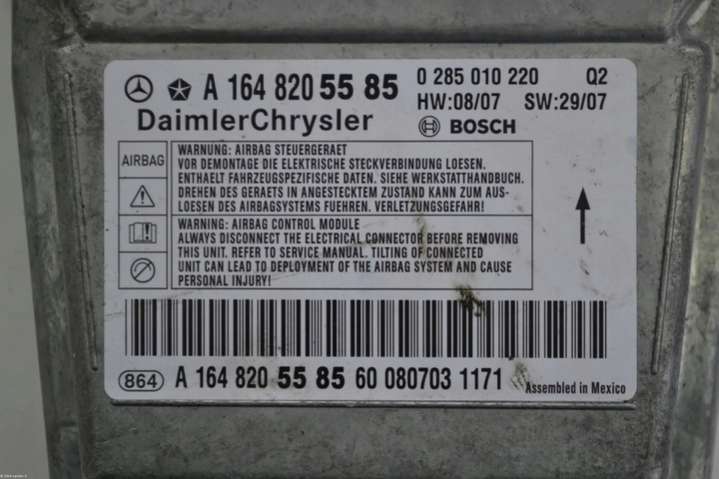 A 164 820 55 85 0 285 010 220 Q2
HW:08/07 SW:29/07
DaimlerChrysler BOSCH
AIRBAG
WARNUNG: AIRBAG STEUERGERAET
VOR DEMONTAGE DIE ELEKTRISCHE STECKVERBINDUNG LOESEN.
ENTHAELT FAHRZEUGSPEZIFISCHE DATEN. SIEHE WERKSTATTHANDBUCH.
DREHEN DES GERAETS IN ANGESTECKTEM ZUSTAND KANN ZUM AUS-
LOESEN DES AIRBAGSYSTEMS FUEHREN. VERLETZUNGSGEFAHR!
WARNING: AIRBAG CONTROL MODULE
ALWAYS DISCONNECT THE ELECTRICAL CONNECTOR BEFORE REMOVING
THIS UNIT. REFER TO SERVICE MANUAL. TILTING OF CONNECTED
UNIT CAN LEAD TO DEPLOYMENT OF THE AIRBAG SYSTEM AND CAUSE
PERSONAL INJURY!
864 A 164 820 55 85 60 080703 1171 Assembled in Mexico